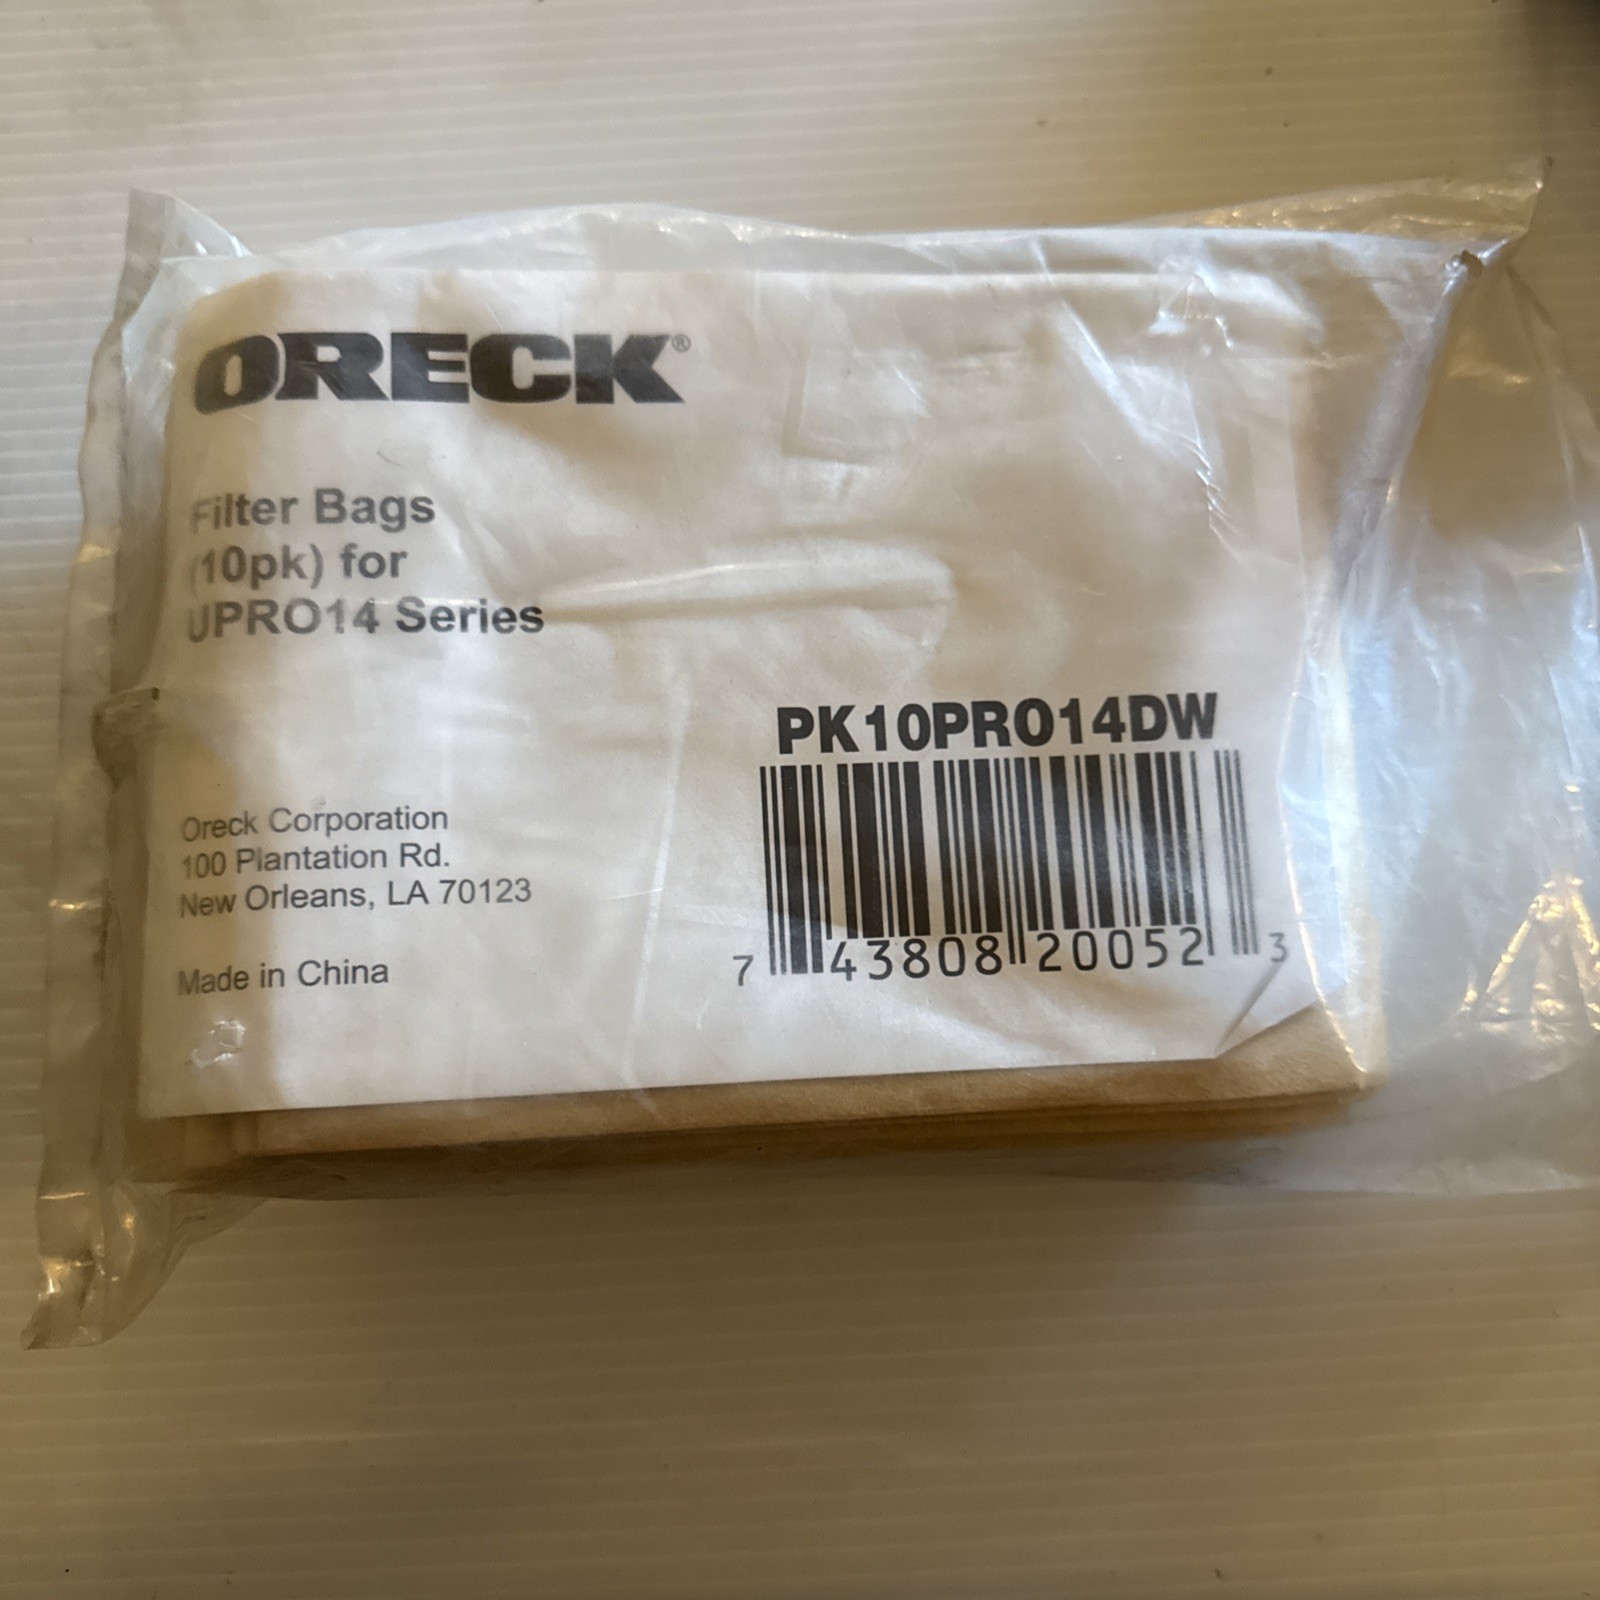 ORECK®
Filter Bags
(10pk) for
UPRO14 Series
PK10PRO14DW
Oreck Corporation
100 Plantation Rd.
New Orleans, LA 70123
Made in China
7 43808 20052 3